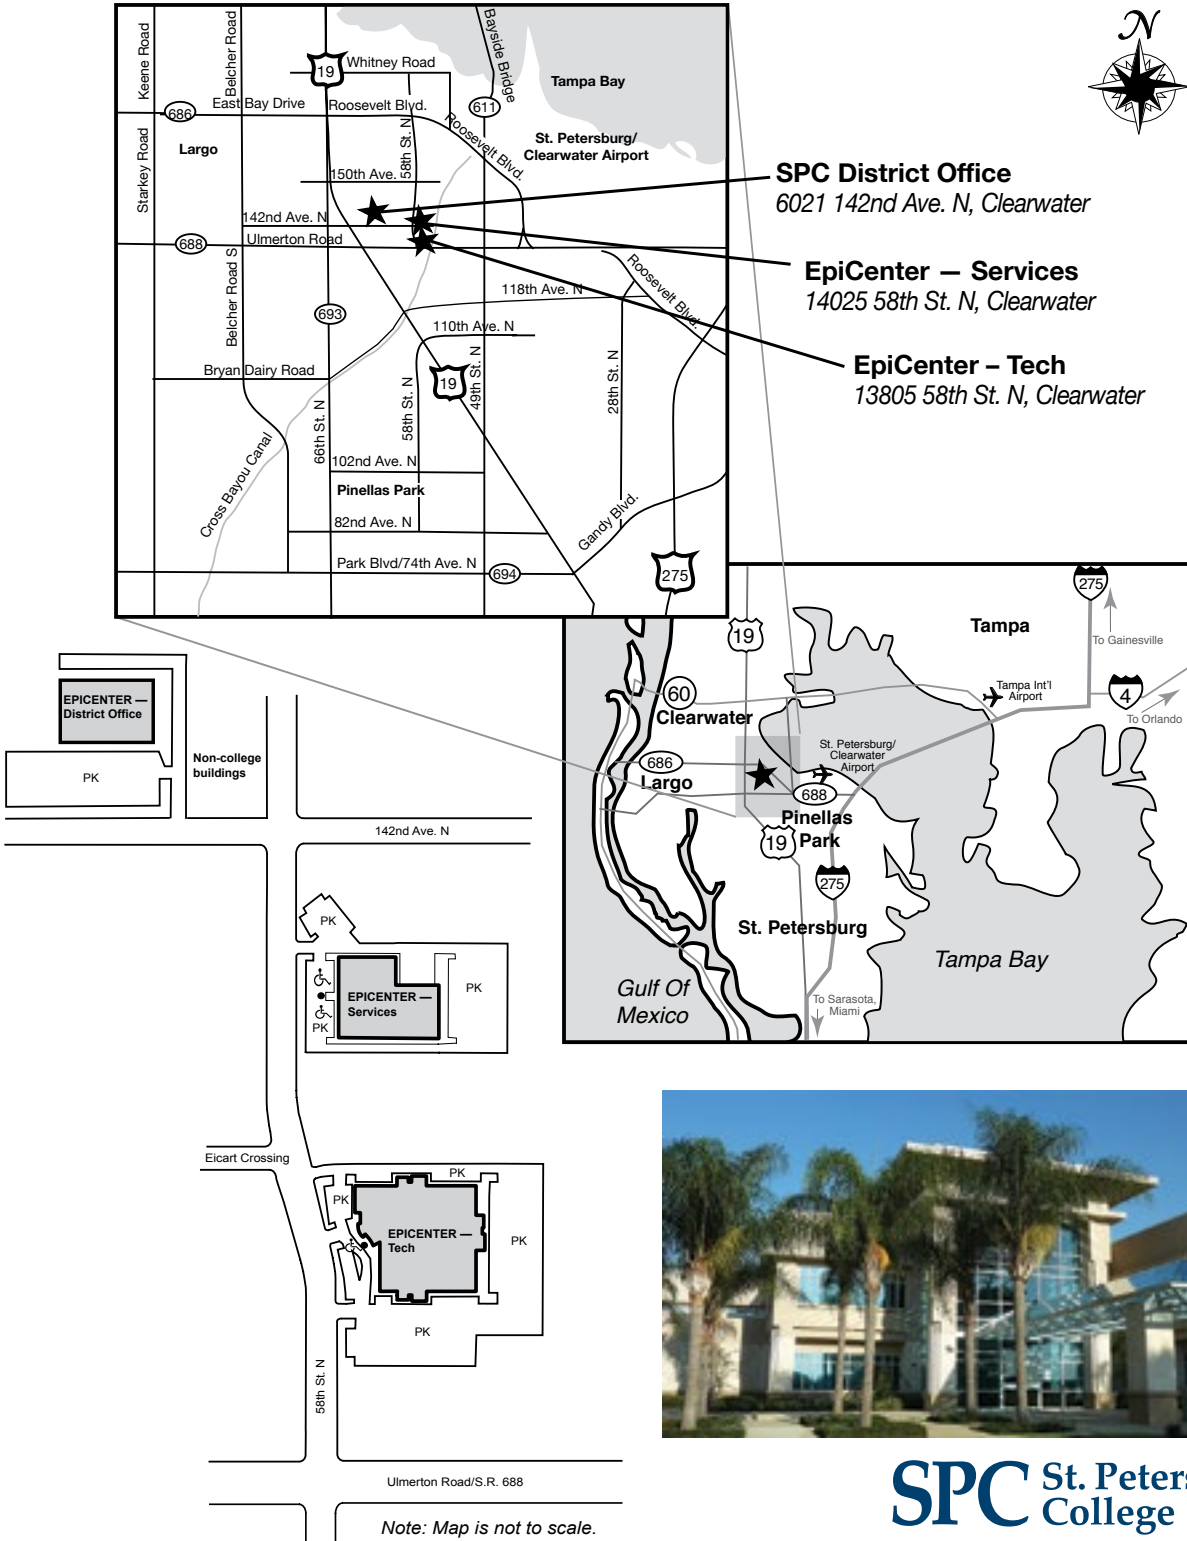 N
Keene Road
Belcher Road
19
Whitney Road
Bayside Bridge
Tampa Bay
686
East Bay Drive
Roosevelt Blvd.
611
Largo
Starkey Road
58th St. N
Roosevelt Blvd.
St. Petersburg/
Clearwater Airport
150th Ave.
142nd Ave. N
688
Ulmerton Road
Belcher Road S
693
118th Ave. N
Roosevelt Blvd.
110th Ave. N
Bryan Dairy Road
19
66th St. N
58th St. N
49th St. N
28th St. N
Cross Bayou Canal
102nd Ave. N
Pinellas Park
82nd Ave. N
Gandy Blvd.
Park Blvd/74th Ave. N
694
275
SPC District Office
6021 142nd Ave. N, Clearwater
EpiCenter — Services
14025 58th St. N, Clearwater
EpiCenter – Tech
13805 58th St. N, Clearwater
275
19
Tampa
To Gainesville
60
Clearwater
Tampa Int'l
Airport
4
To Orlando
686
Largo
St. Petersburg/
Clearwater
Airport
688
Pinellas
Park
19
275
St. Petersburg
Gulf Of
Mexico
Tampa Bay
To Sarasota,
Miami
EPICENTER —
District Office
PK
Non-college
buildings
142nd Ave. N
PK
EPICENTER —
Services
PK
PK
Eicart Crossing
PK
PK
EPICENTER —
Tech
PK
PK
58th St. N
Ulmerton Road/S.R. 688
Note: Map is not to scale.
SPC St. Peters
College